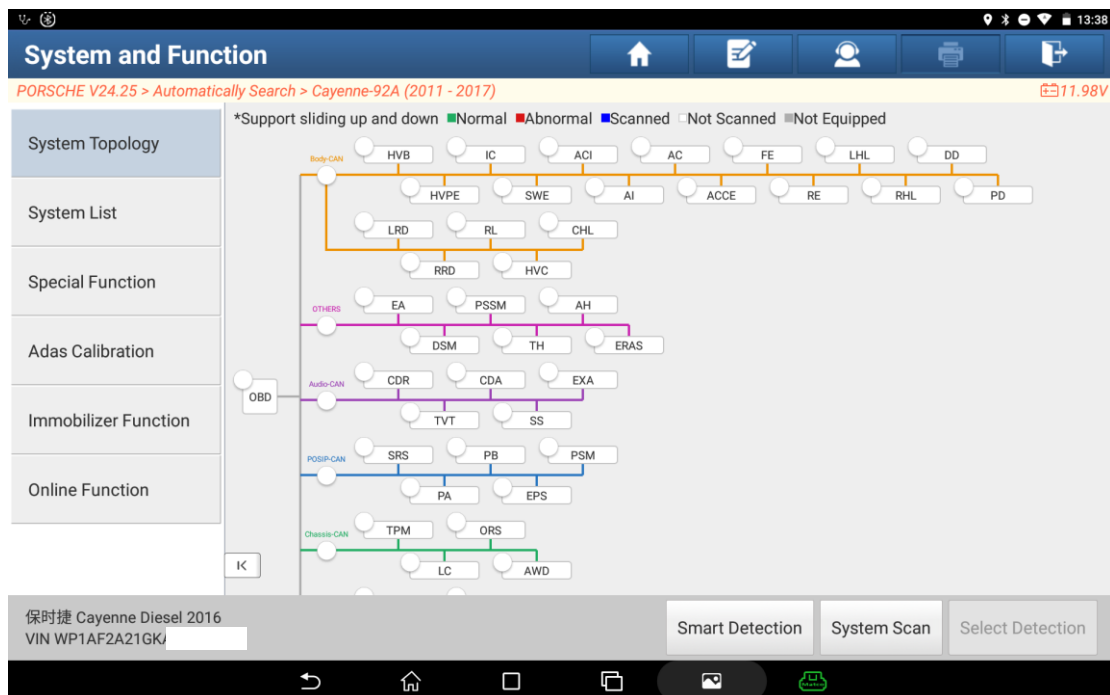 13:38
System and Function
PORSCHE V24.25 > Automatically Search > Cayenne-92A (2011 - 2017)
11.98V
System Topology
System List
Special Function
Adas Calibration
Immobilizer Function
Online Function
*Support sliding up and down Normal Abnormal Scanned Not Scanned Not Equipped
OBD
Body-CAN
HVB IC ACI AC FE LHL DD
HVPE SWE AI ACCE RE RHL PD
LRD RL CHL
RRD HVC
OTHERS
EA PSSM AH
DSM TH ERAS
Audio-CAN
CDR CDA EXA
TVT SS
POSIP-CAN
SRS PB PSM
PA EPS
Chassis-CAN
TPM ORS
LC AWD
保时捷 Cayenne Diesel 2016
VIN WP1AF2A21GK
Smart Detection
System Scan
Select Detection